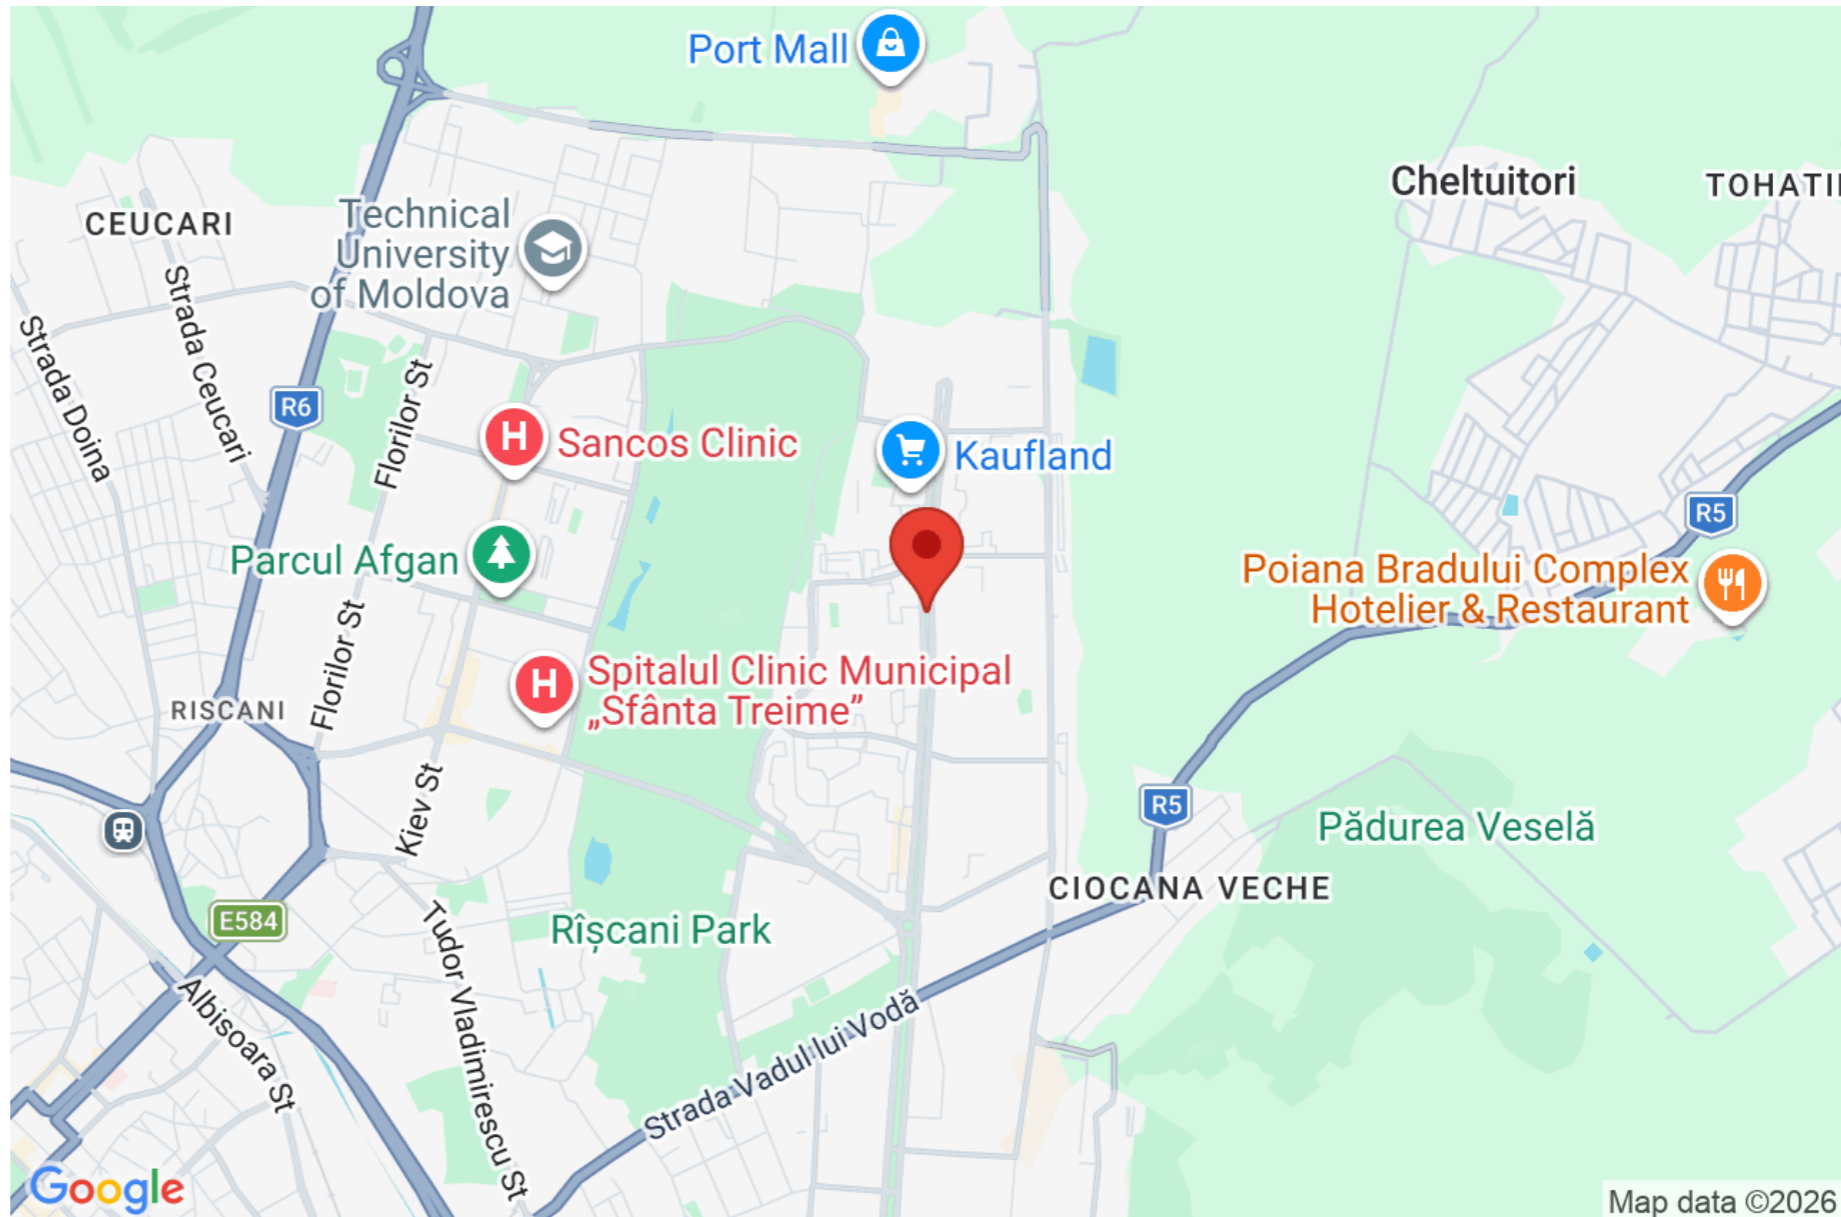 Port Mall
Cheltuitori
CEUCARI
Technical
University
of Moldova
Strada Ceucari
Strada Doina
Florilor St
R6
Sancos Clinic
Kaufland
R5
Parcul Afgan
Poiana Bradului Complex
Hotelier & Restaurant
Florilor St
Spitalul Clinic Municipal
„Sfânta Treime”
RISCANI
Kiev St
R5
Pădurea Veselă
CIOCANA VECHE
E584
Rîșcani Park
Tudor Vladimirescu St
Albisoara St
Strada Vadul lui Vodă
Google
Map data ©2026